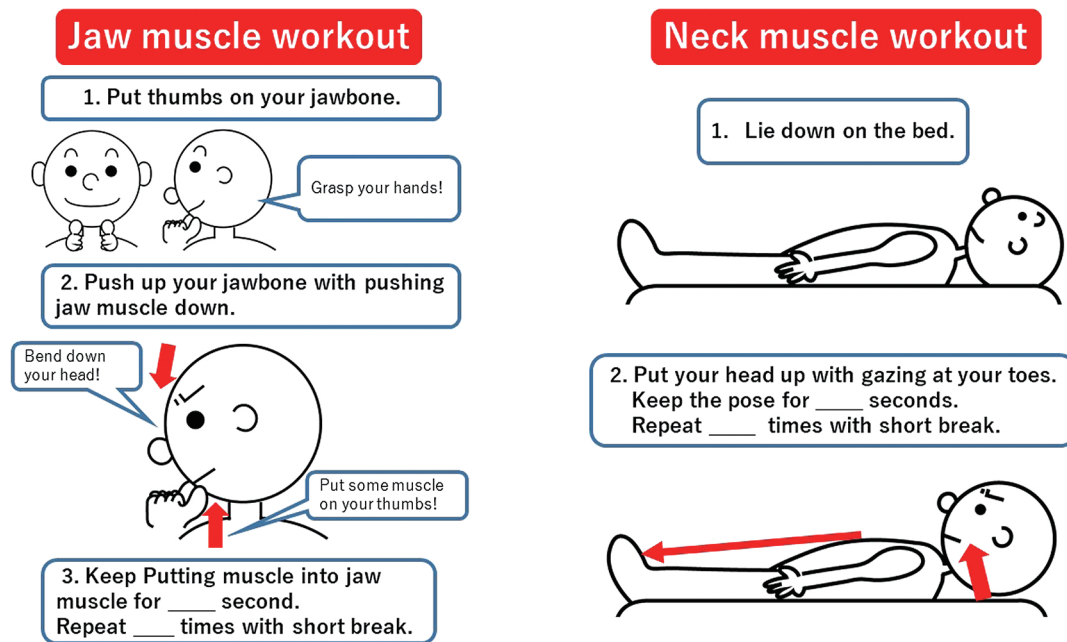 Jaw muscle workout
1. Put thumbs on your jawbone.
Grasp your hands!
2. Push up your jawbone with pushing
jaw muscle down.
Bend down
your head!
Put some muscle
on your thumbs!
3. Keep Putting muscle into jaw
muscle for ____ second.
Repeat ____ times with short break.
Neck muscle workout
1. Lie down on the bed.
2. Put your head up with gazing at your toes.
Keep the pose for ____ seconds.
Repeat ____ times with short break.